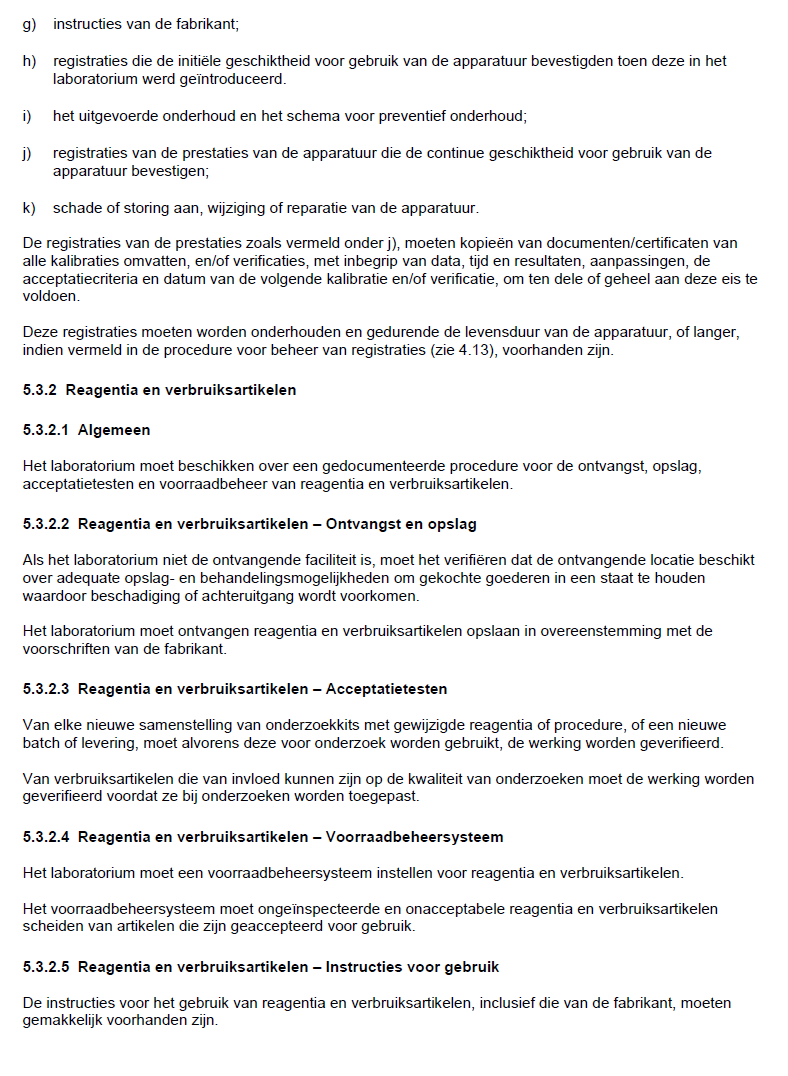 g) instructies van de fabrikant;
h) registraties die de initiële geschiktheid voor gebruik van de apparatuur bevestigden toen deze in het
laboratorium werd geïntroduceerd.
i) het uitgevoerde onderhoud en het schema voor preventief onderhoud;
j) registraties van de prestaties van de apparatuur die de continue geschiktheid voor gebruik van de
apparatuur bevestigen;
k) schade of storing aan, wijziging of reparatie van de apparatuur.
De registraties van de prestaties zoals vermeld onder j), moeten kopieën van documenten/certificaten van
alle kalibraties omvatten, en/of verificaties, met inbegrip van data, tijd en resultaten, aanpassingen, de
acceptatiecriteria en datum van de volgende kalibratie en/of verificatie, om ten dele of geheel aan deze eis te
voldoen.
Deze registraties moeten worden onderhouden en gedurende de levensduur van de apparatuur, of langer,
indien vermeld in de procedure voor beheer van registraties (zie 4.13), voorhanden zijn.
5.3.2 Reagentia en verbruiksartikelen
5.3.2.1 Algemeen
Het laboratorium moet beschikken over een gedocumenteerde procedure voor de ontvangst, opslag,
acceptatietesten en voorraadbeheer van reagentia en verbruiksartikelen.
5.3.2.2 Reagentia en verbruiksartikelen – Ontvangst en opslag
Als het laboratorium niet de ontvangende faciliteit is, moet het verifiëren dat de ontvangende locatie beschikt
over adequate opslag- en behandelingsmogelijkheden om gekochte goederen in een staat te houden
waardoor beschadiging of achteruitgang wordt voorkomen.
Het laboratorium moet ontvangen reagentia en verbruiksartikelen opslaan in overeenstemming met de
voorschriften van de fabrikant.
5.3.2.3 Reagentia en verbruiksartikelen – Acceptatietesten
Van elke nieuwe samenstelling van onderzoekkits met gewijzigde reagentia of procedure, of een nieuwe
batch of levering, moet alvorens deze voor onderzoek worden gebruikt, de werking worden geverifieerd.
Van verbruiksartikelen die van invloed kunnen zijn op de kwaliteit van onderzoeken moet de werking worden
geverifieerd voordat ze bij onderzoeken worden toegepast.
5.3.2.4 Reagentia en verbruiksartikelen – Voorraadbeheersysteem
Het laboratorium moet een voorraadbeheersysteem instellen voor reagentia en verbruiksartikelen.
Het voorraadbeheersysteem moet ongeïnspecteerde en onacceptabele reagentia en verbruiksartikelen
scheiden van artikelen die zijn geaccepteerd voor gebruik.
5.3.2.5 Reagentia en verbruiksartikelen – Instructies voor gebruik
De instructies voor het gebruik van reagentia en verbruiksartikelen, inclusief die van de fabrikant, moeten
gemakkelijk voorhanden zijn.